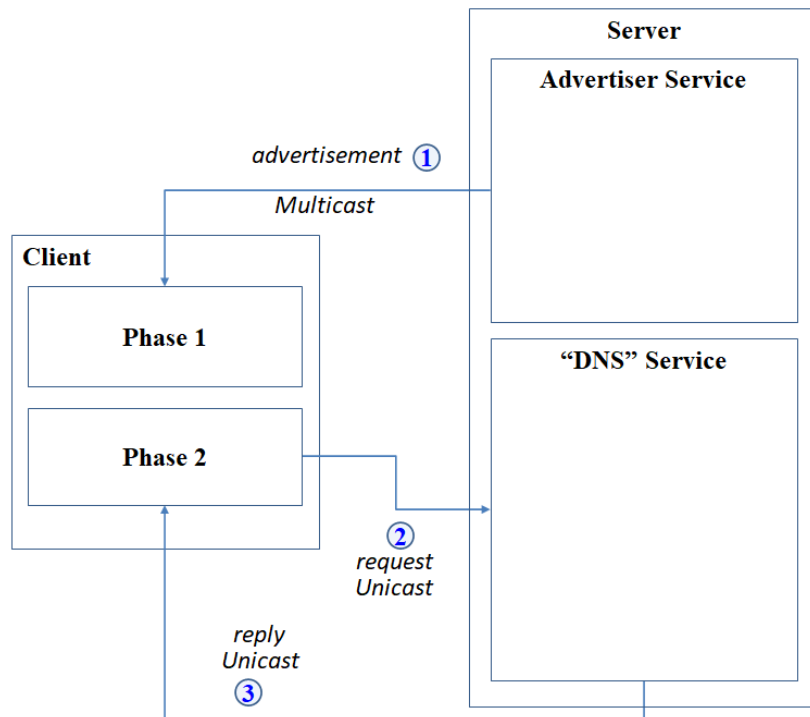 Server
Advertiser Service
advertisement 1
Multicast
Client
Phase 1
“DNS” Service
Phase 2
2
request
Unicast
reply
Unicast
3